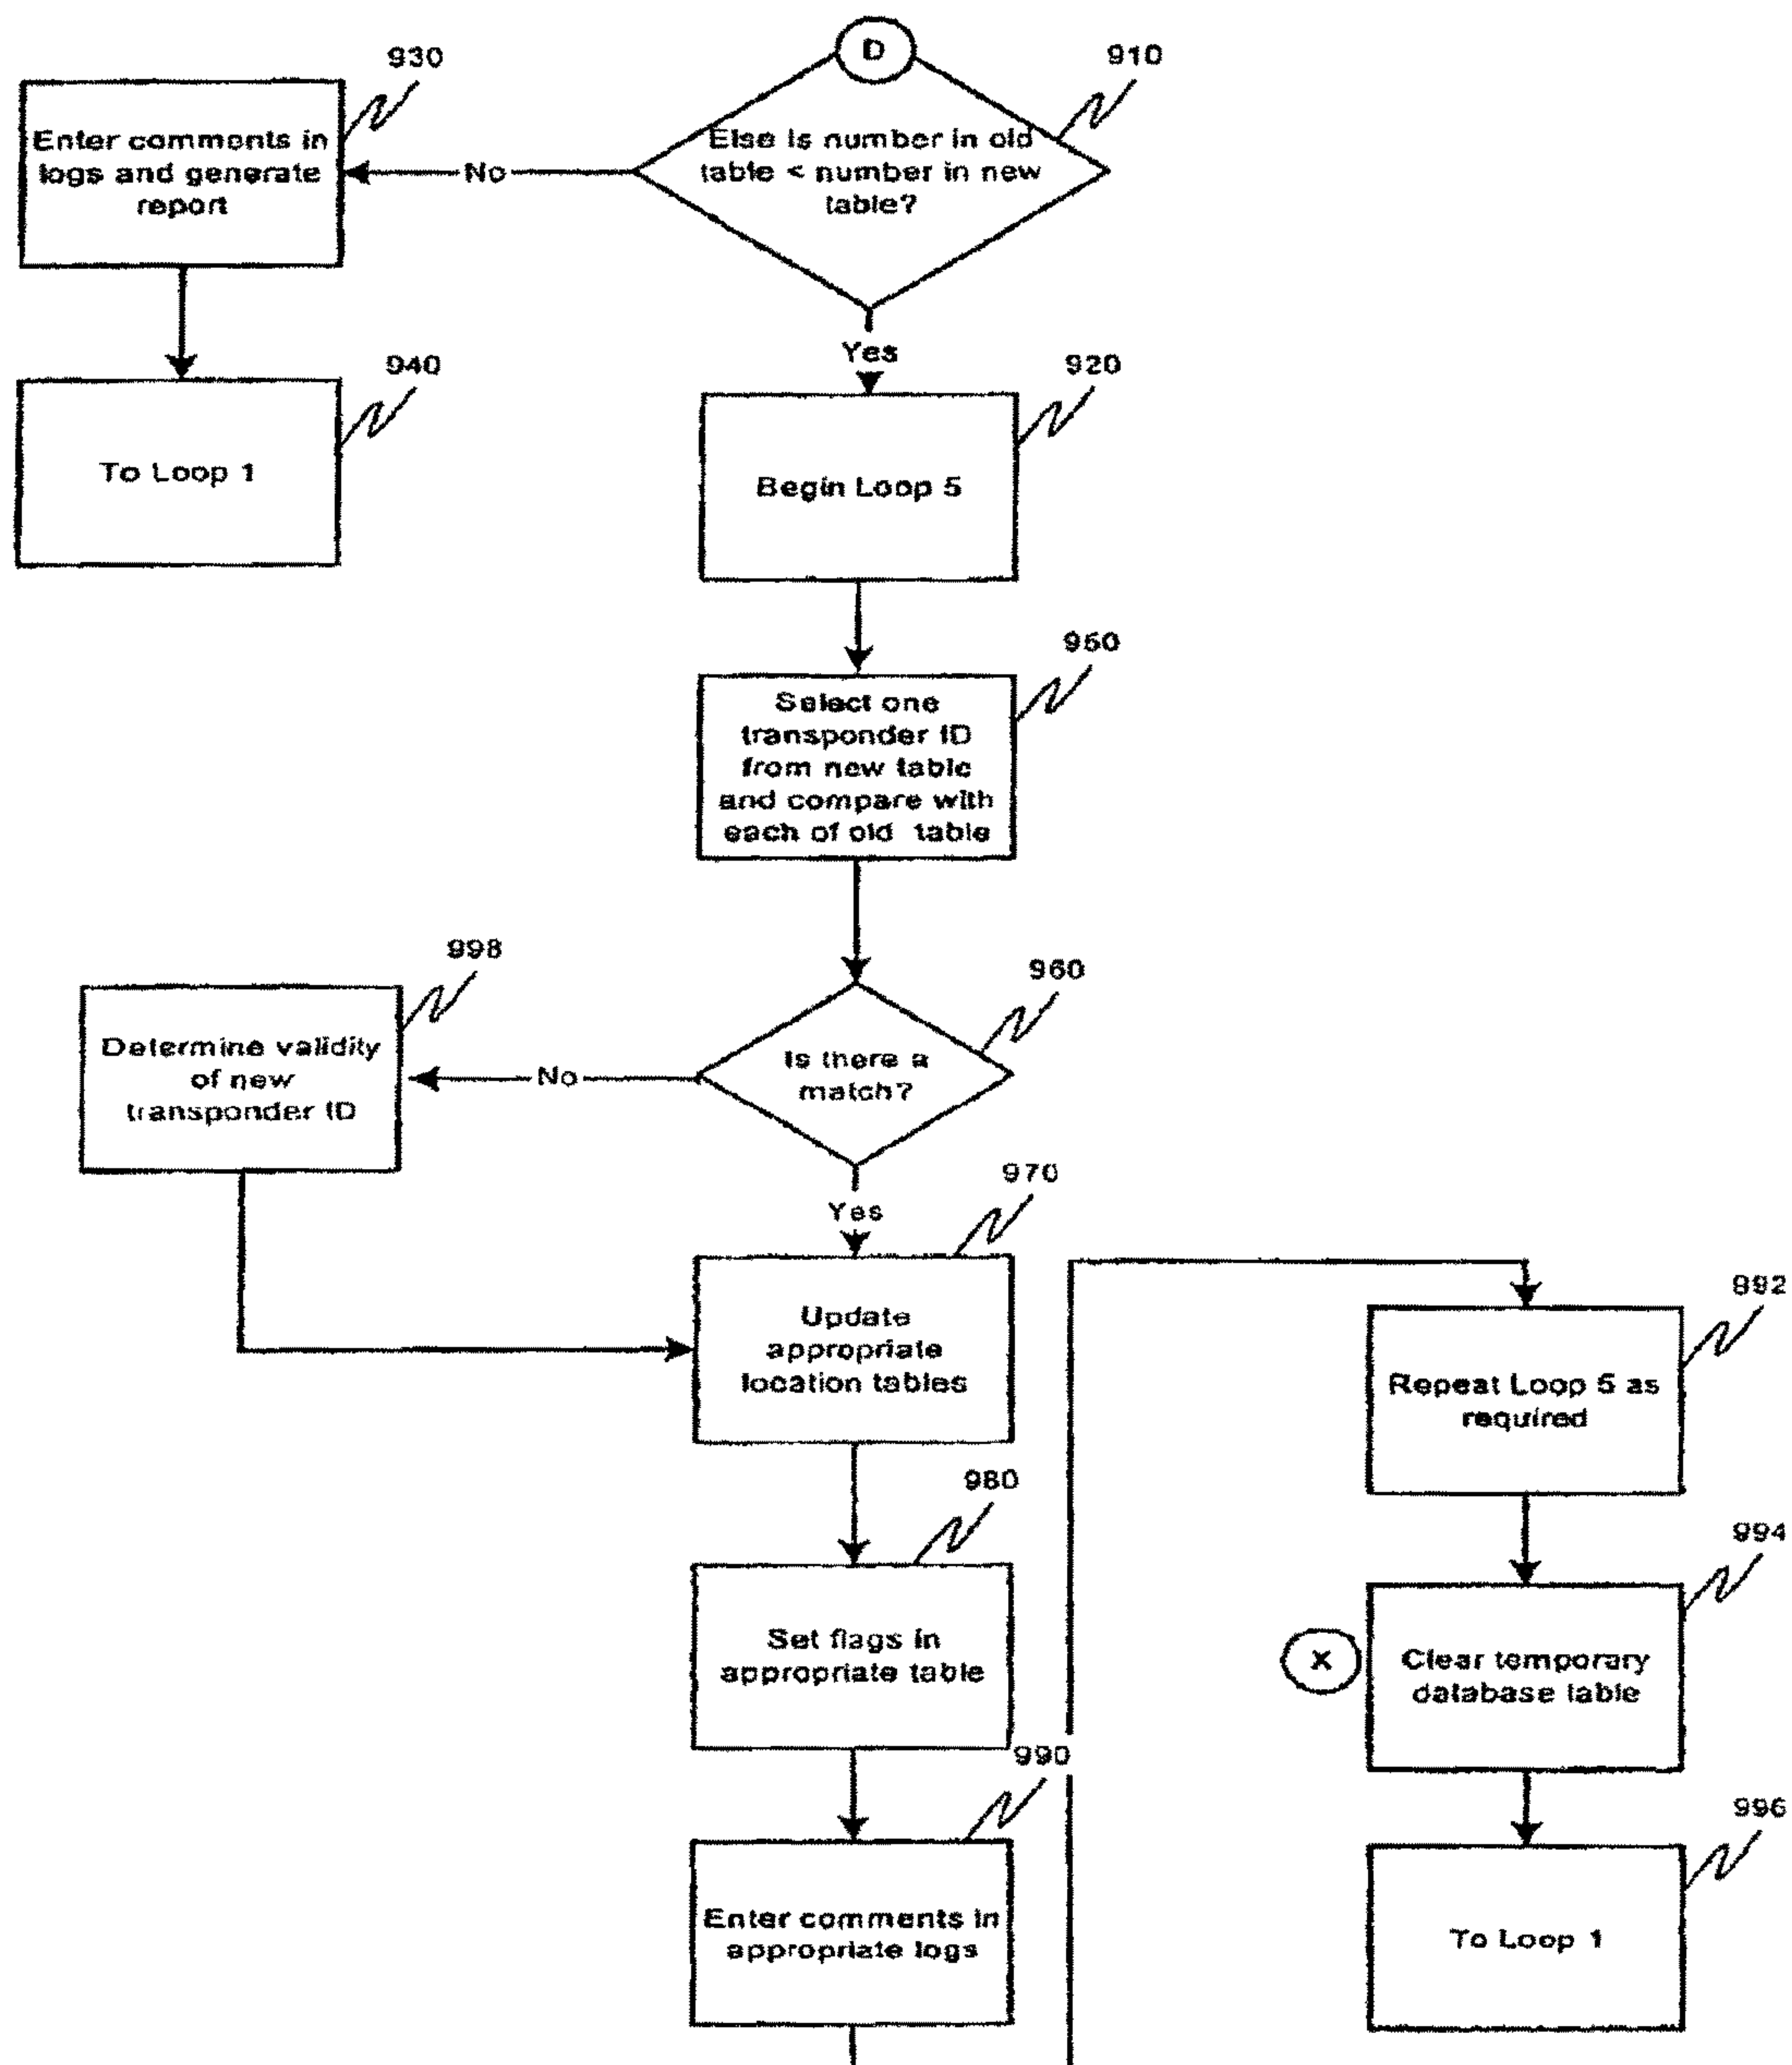 D
910
Else is number in old
table < number in new
table?
No
930
Enter comments in
logs and generate
report
940
To Loop 1
Yes
920
Begin Loop 5
950
Select one
transponder ID
from new table
and compare with
each of old table
960
Is there a
match?
No
998
Determine validity
of new
transponder ID
Yes
970
Update
appropriate
location tables
980
Set flags in
appropriate table
990
Enter comments in
appropriate logs
992
Repeat Loop 5 as
required
994
X
Clear temporary
database table
996
To Loop 1